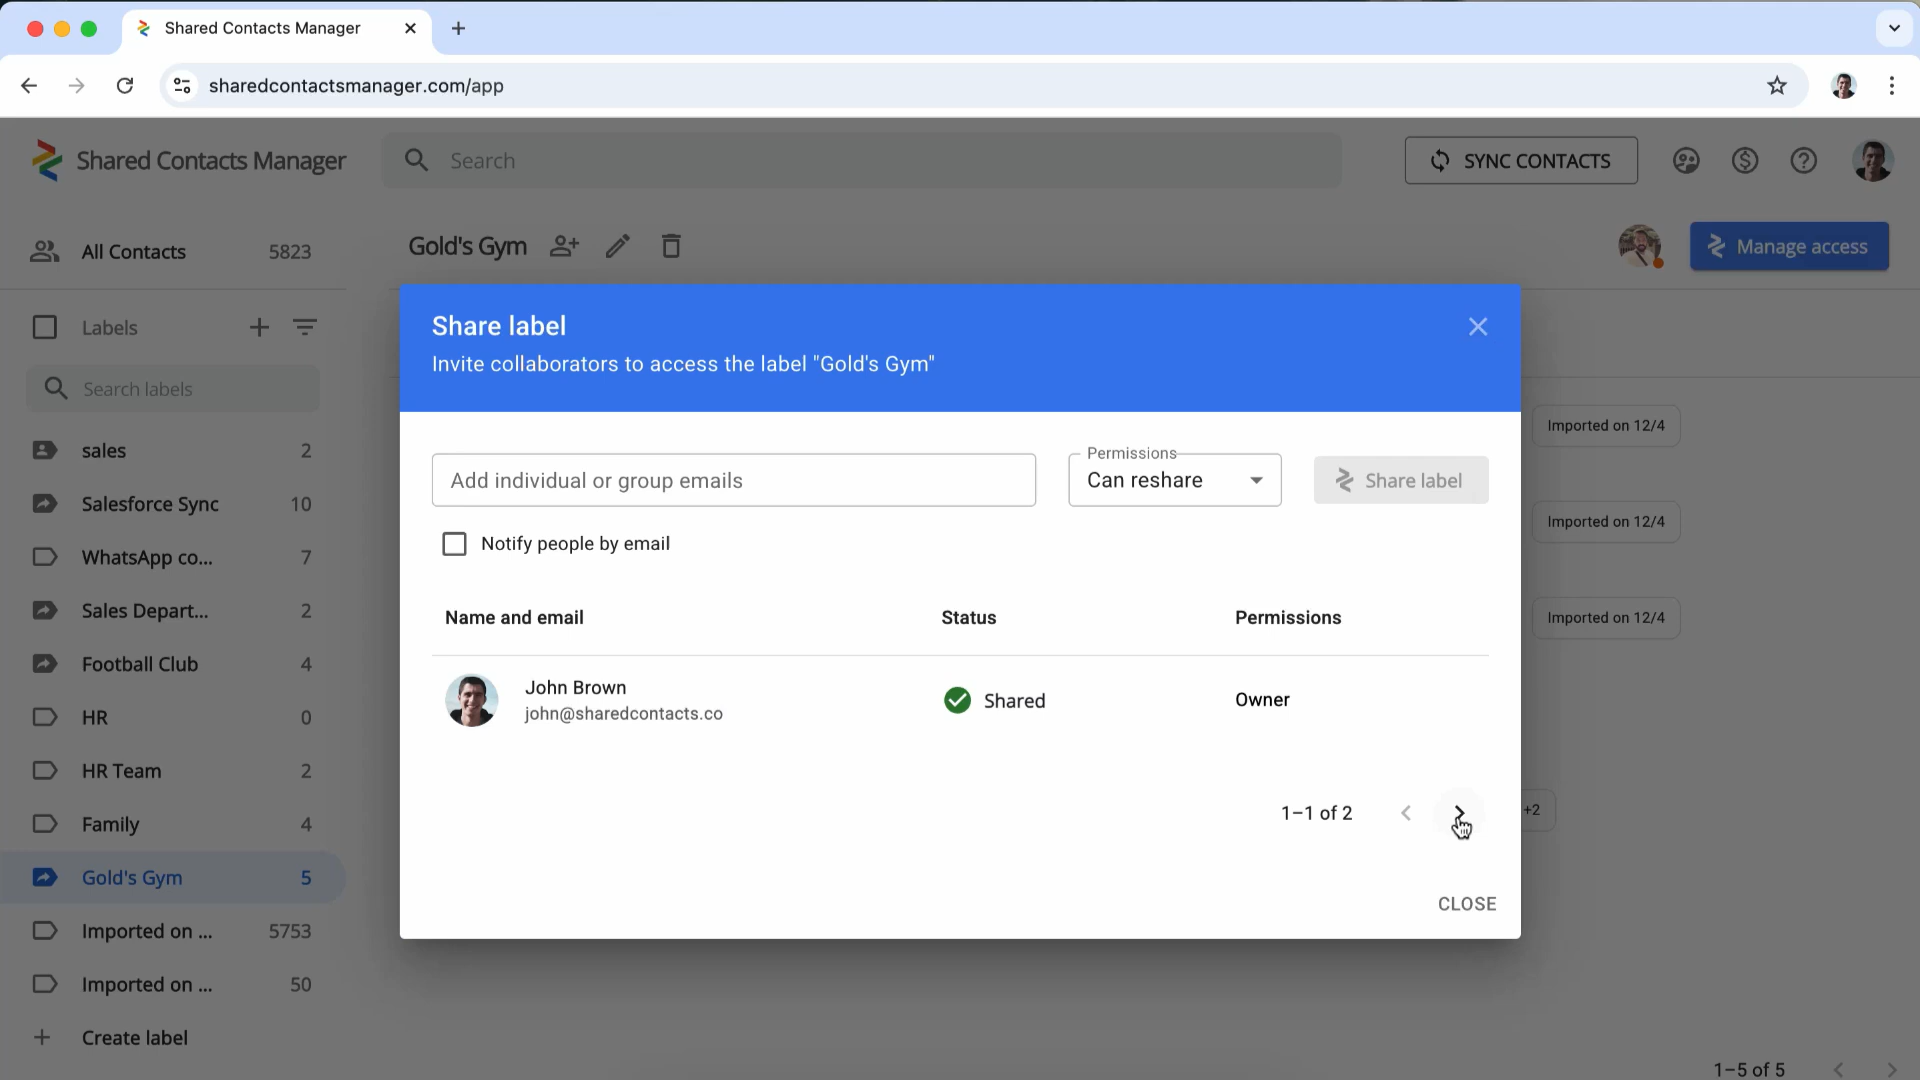 Shared Contacts Manager
sharedcontactsmanager.com/app
Shared Contacts Manager
Search
SYNC CONTACTS
All Contacts 5823
Gold's Gym
Manage access
Labels
Search labels
sales 2
Salesforce Sync 10
WhatsApp co... 7
Sales Depart... 2
Football Club 4
HR 0
HR Team 2
Family 4
Gold's Gym 5
Imported on ... 5753
Imported on ... 50
Create label
Share label
Invite collaborators to access the label "Gold's Gym"
Add individual or group emails
Permissions
Can reshare
Share label
Notify people by email
Name and email Status Permissions
John Brown
john@sharedcontacts.co
Shared
Owner
1–1 of 2
CLOSE
Imported on 12/4
Imported on 12/4
Imported on 12/4
+2
1–5 of 5